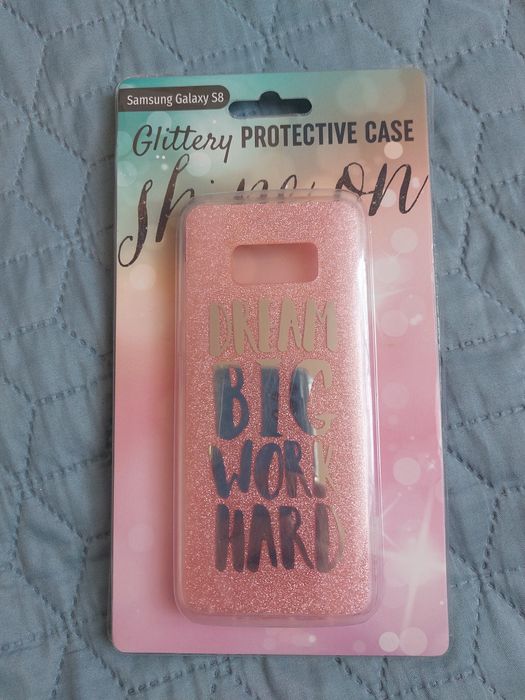 Samsung Galaxy S8
Glittery PROTECTIVE CASE
shine on
DREAM
BIG
WORK
HARD